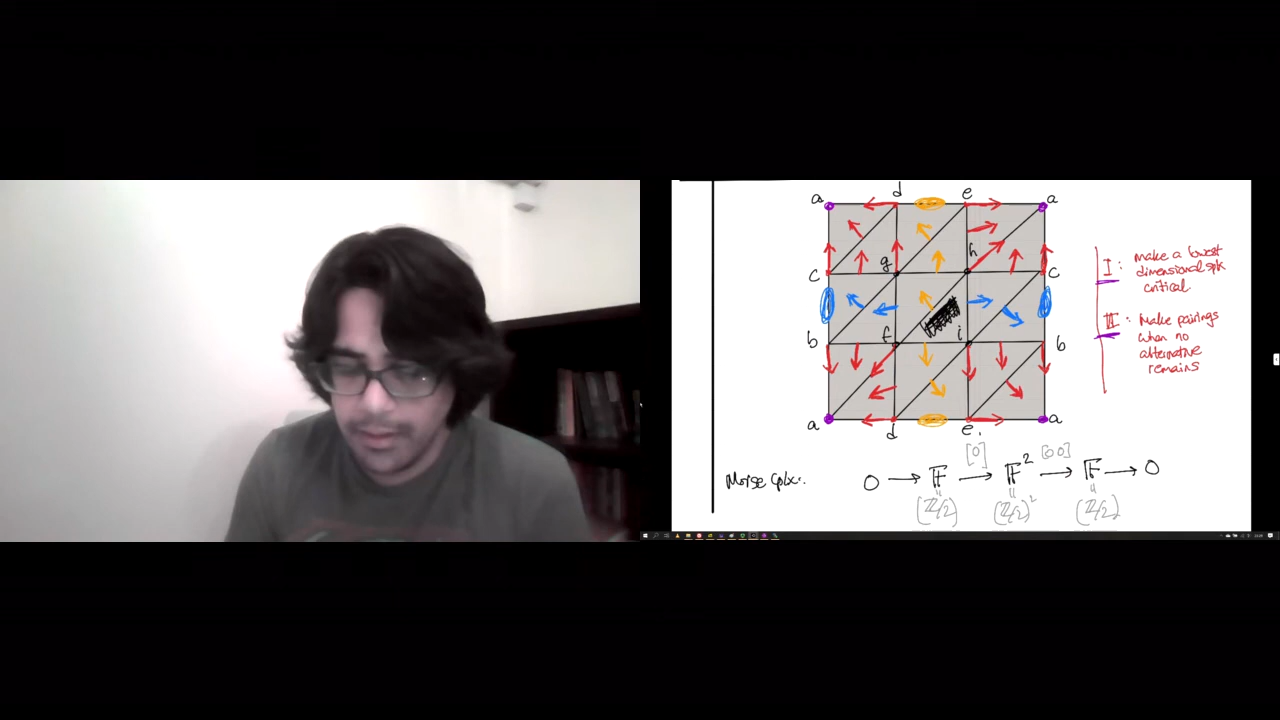 a d e a
c g h c
b f i b
a d e. a
I : make a lowest
dimensional spx
critical
II : Make pairings
when no
alternative
remains
[0] [0 0]
Morse Cplx: 0 → 𝔽 → 𝔽² → 𝔽 → 0
(ℤ/2) (ℤ/2)² (ℤ/2)